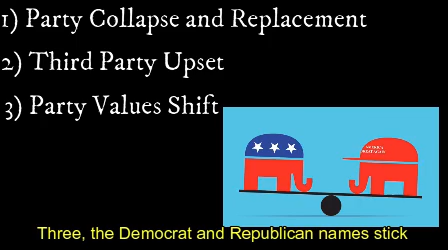 1) Party Collapse and Replacement
2) Third Party Upset
3) Party Values Shift
Three, the Democrat and Republican names stick